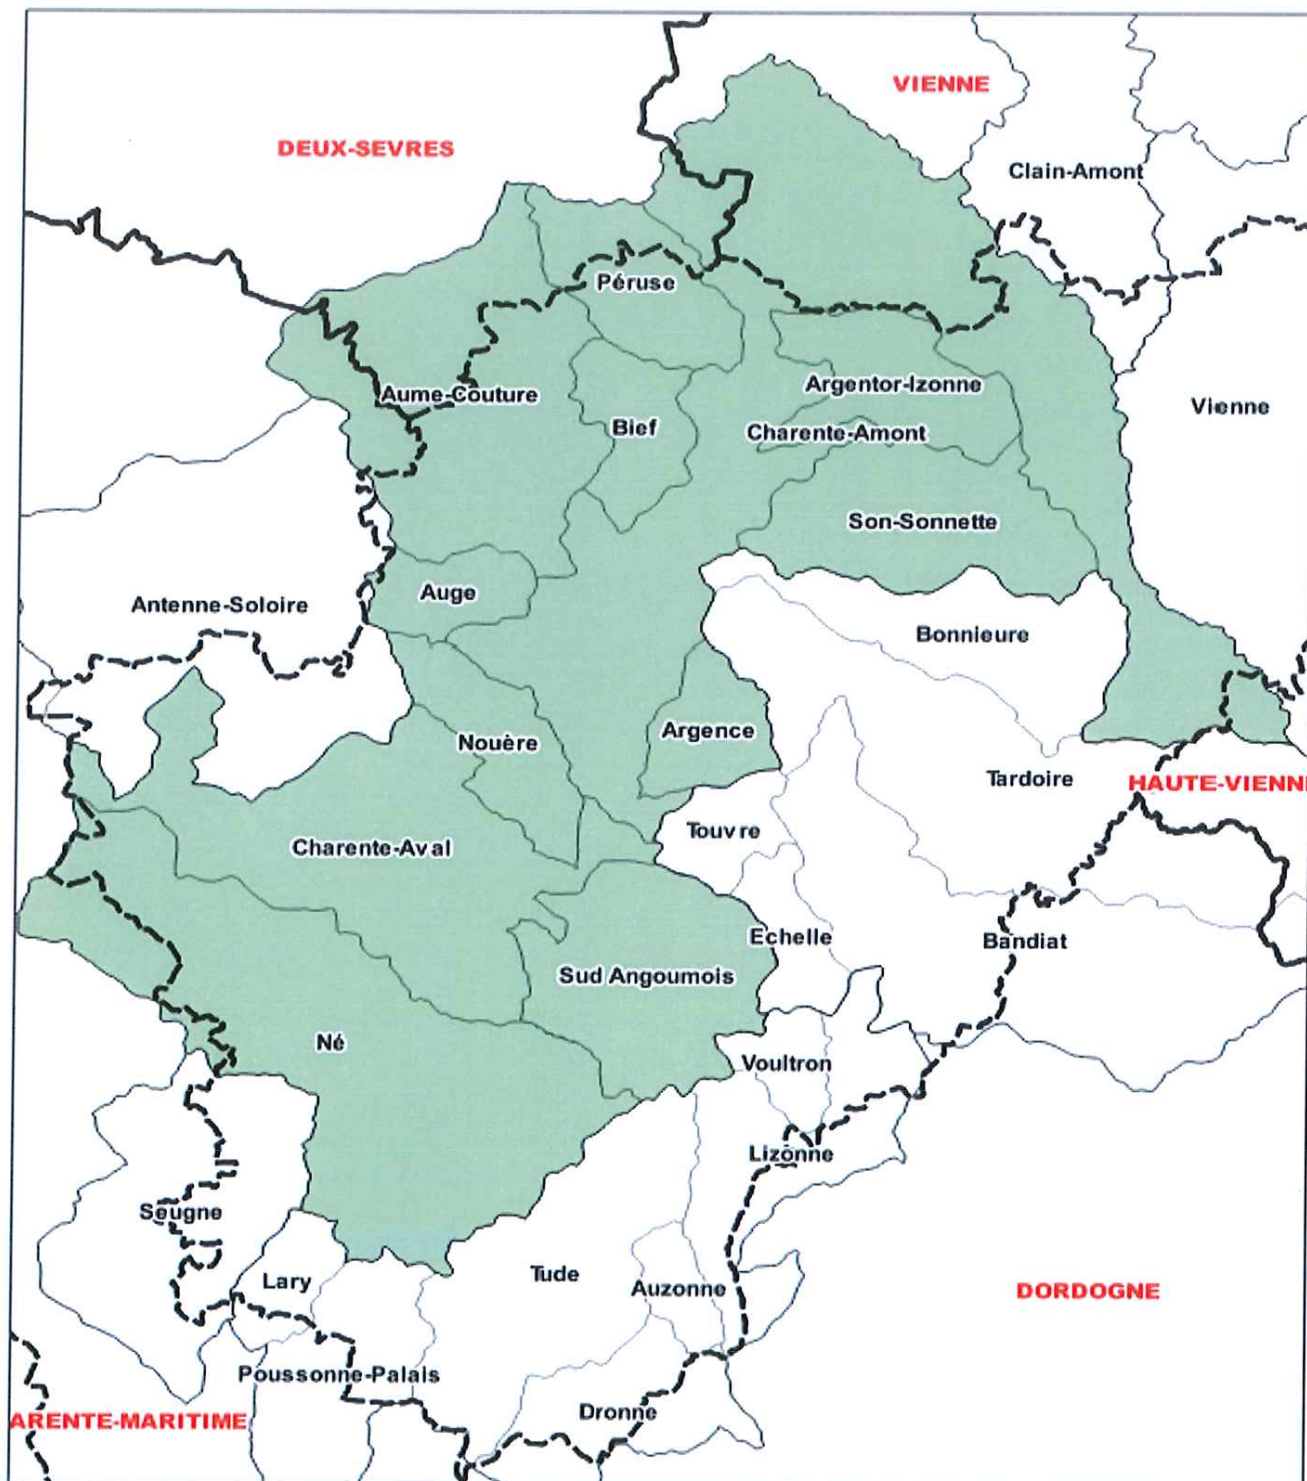 VIENNE
DEUX-SEVRES
Clain-Amont
Péruse
Argentor-Izonne
Aume-Couture
Vienne
Bief
Charente-Amont
Son-Sonnette
Auge
Antenne-Soloire
Bonnieure
Argence
Nouère
Tardoire
HAUTE-VIENN
Touvre
Charente-Aval
Echelle
Bandiat
Sud Angoumois
Né
Voultron
Lizonne
Seugne
Tude
Lary
Auzonne
DORDOGNE
Poussonne-Palais
Dronne
ARENTE-MARITIME